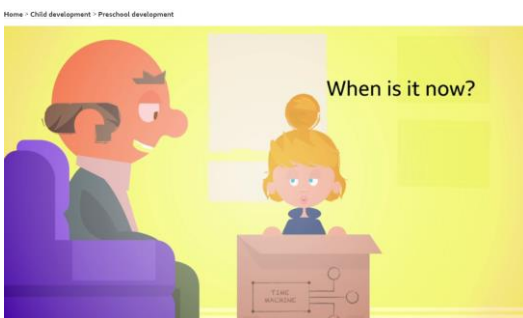 Home > Child development > Preschool development
When is it now?
TIME
MACHINE